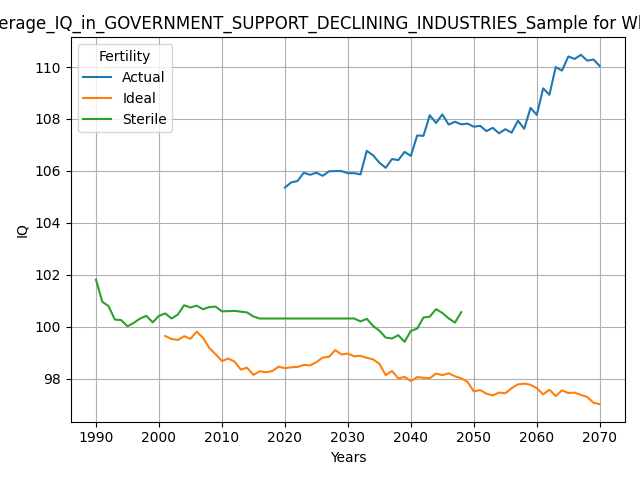 erage_IQ_in_GOVERNMENT_SUPPORT_DECLINING_INDUSTRIES_Sample for
Fertility
Actual
Ideal
Sterile
110
108
106
104
102
100
98
IQ
1990 2000 2010 2020 2030 2040 2050 2060 2070
Years